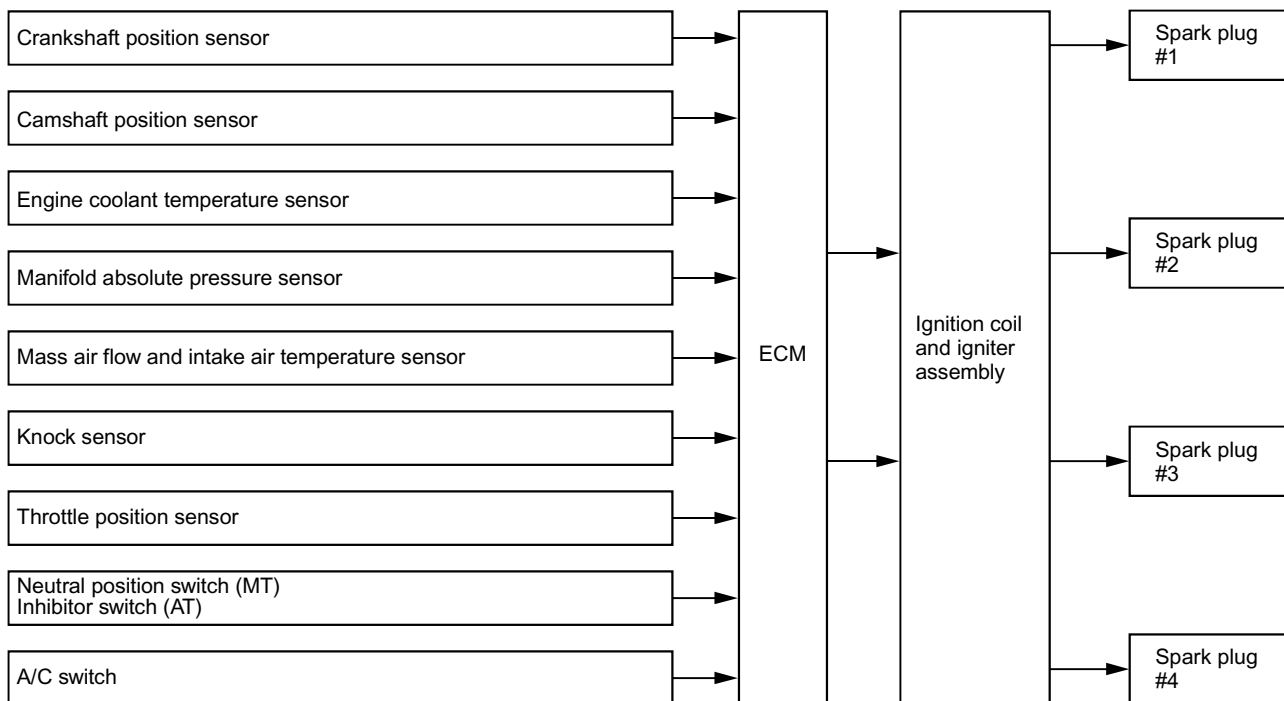 Crankshaft position sensor
Camshaft position sensor
Engine coolant temperature sensor
Manifold absolute pressure sensor
Mass air flow and intake air temperature sensor
Knock sensor
Throttle position sensor
Neutral position switch (MT)
Inhibitor switch (AT)
A/C switch
ECM
Ignition coil
and igniter
assembly
Spark plug
#1
Spark plug
#2
Spark plug
#3
Spark plug
#4